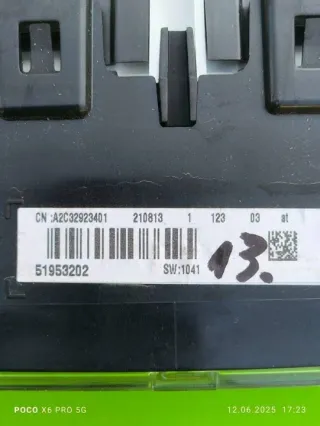 CN :A2C32923401 210813 1 123 03 at
51953202 SW:1041
13.
POCO X6 PRO 5G 12.06.2025 17:23